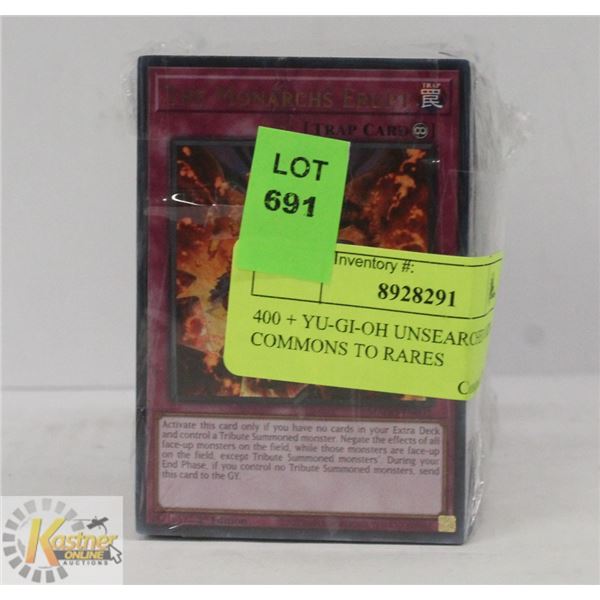 THE MONARCHS ERUPT
TRAP
罠
[TRAP CARD
LOT
691
Inventory #:
8928291
400 + YU-GI-OH UNSEARCHED
COMMONS TO RARES
Activate this card only if you have no cards in your Extra Deck
and control a Tribute Summoned monster. Negate the effects of all
face-up monsters on the field, while those monsters are face-up
on the field, except Tribute Summoned monsters. During your
End Phase, if you control no Tribute Summoned monsters, send
this card to the GY.
Edition
Kastner
ONLINE
AUCTIONS